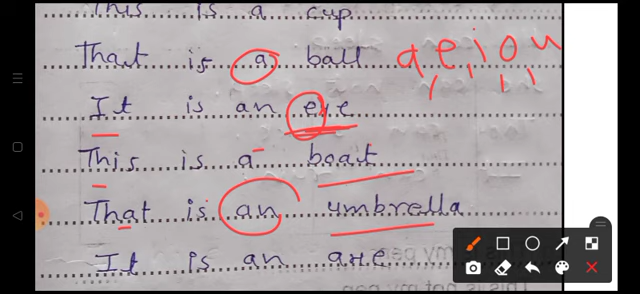 This is a cup
That is a ball a e i o u
It is an eye
This is a boat
That is an umbrella
It is an axe